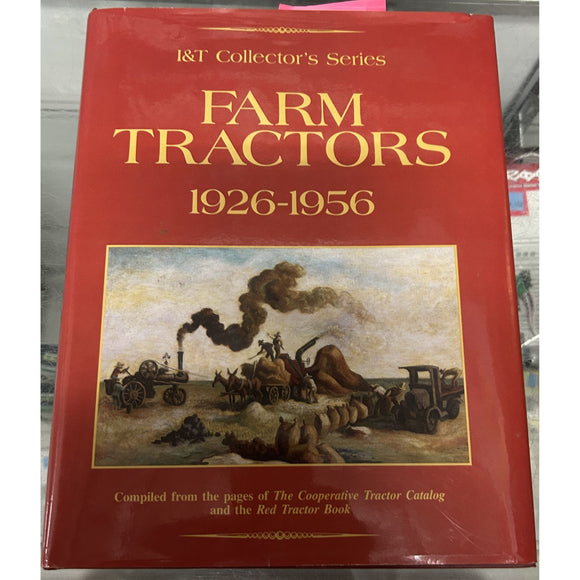 I&T Collector's Series
FARM
TRACTORS
1926-1956
Compiled from the pages of The Cooperative Tractor Catalog
and the Red Tractor Book